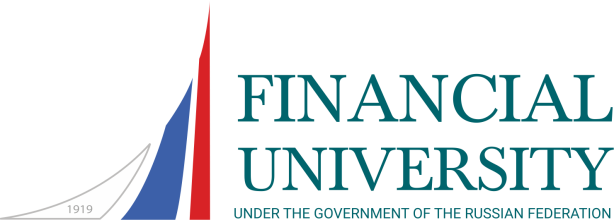 1919
FINANCIAL
UNIVERSITY
UNDER THE GOVERNMENT OF THE RUSSIAN FEDERATION